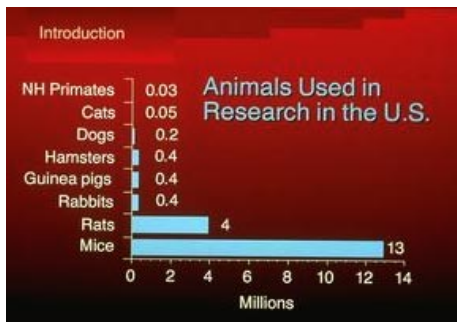 Introduction
Animals Used in
Research in the U.S.
NH Primates 0.03
Cats 0.05
Dogs 0.2
Hamsters 0.4
Guinea pigs 0.4
Rabbits 0.4
Rats 4
Mice 13
0 2 4 6 8 10 12 14
Millions